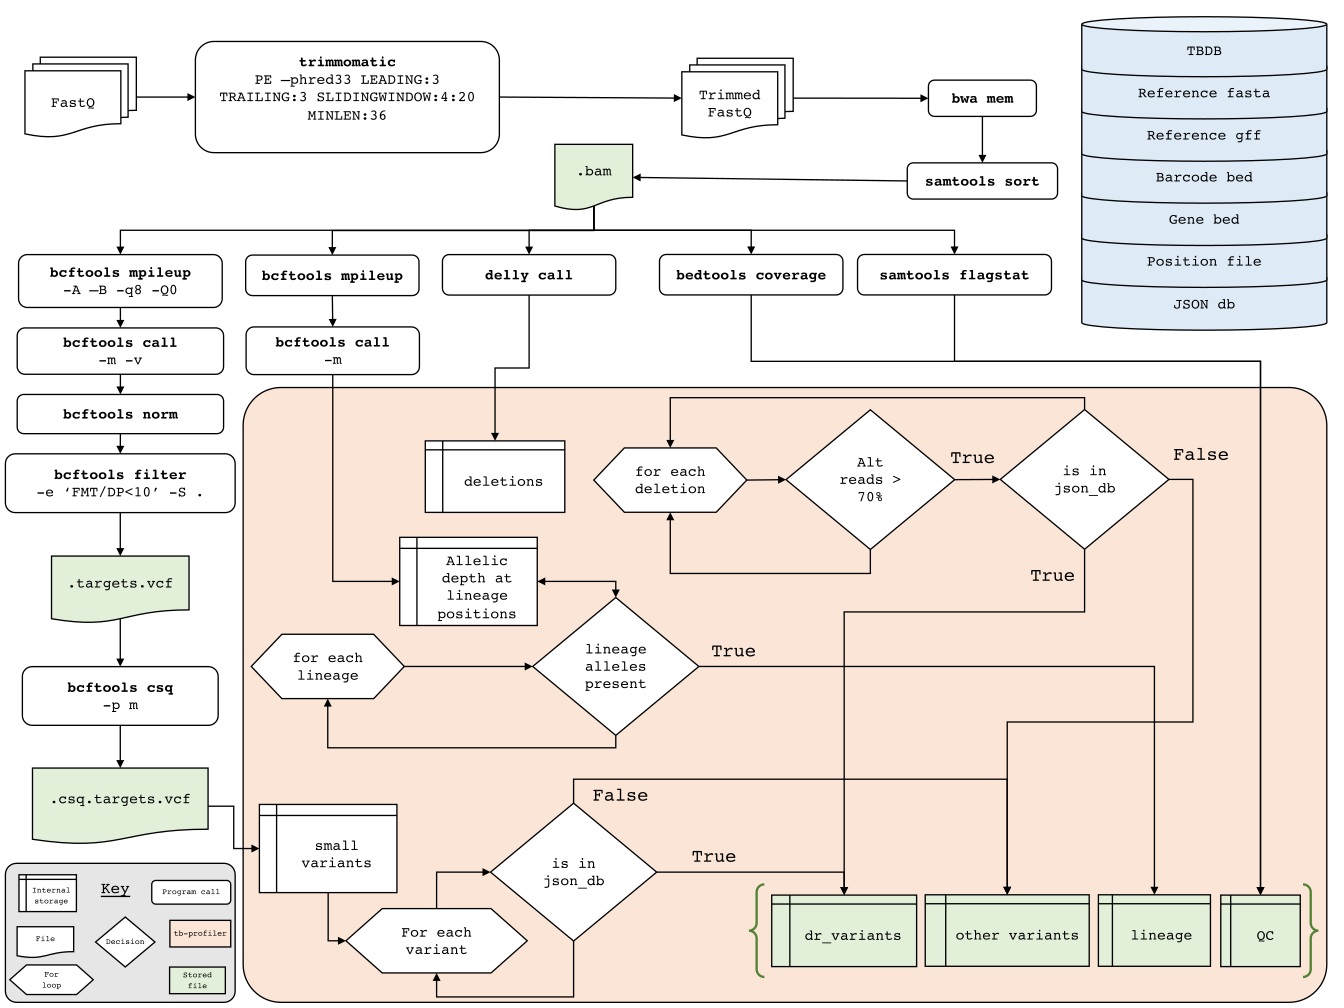 FastQ
trimmomatic
PE –phred33 LEADING:3
TRAILING:3 SLIDINGWINDOW:4:20
MINLEN:36
Trimmed
FastQ
bwa mem
samtools sort
.bam
TBDB
Reference fasta
Reference gff
Barcode bed
Gene bed
Position file
JSON db
bcftools mpileup
-A –B -q8 -Q0
bcftools mpileup
delly call
bedtools coverage
samtools flagstat
bcftools call
-m -v
bcftools call
-m
bcftools norm
bcftools filter
-e ‘FMT/DP<10’ -S .
.targets.vcf
bcftools csq
-p m
.csq.targets.vcf
deletions
for each
deletion
Alt
reads >
70%
True
is in
json_db
False
True
Allelic
depth at
lineage
positions
for each
lineage
lineage
alleles
present
True
small
variants
For each
variant
False
is in
json_db
True
dr_variants
other variants
lineage
QC
Key
Internal
storage
Program call
File
Decision
tb-profiler
For
loop
Stored
file